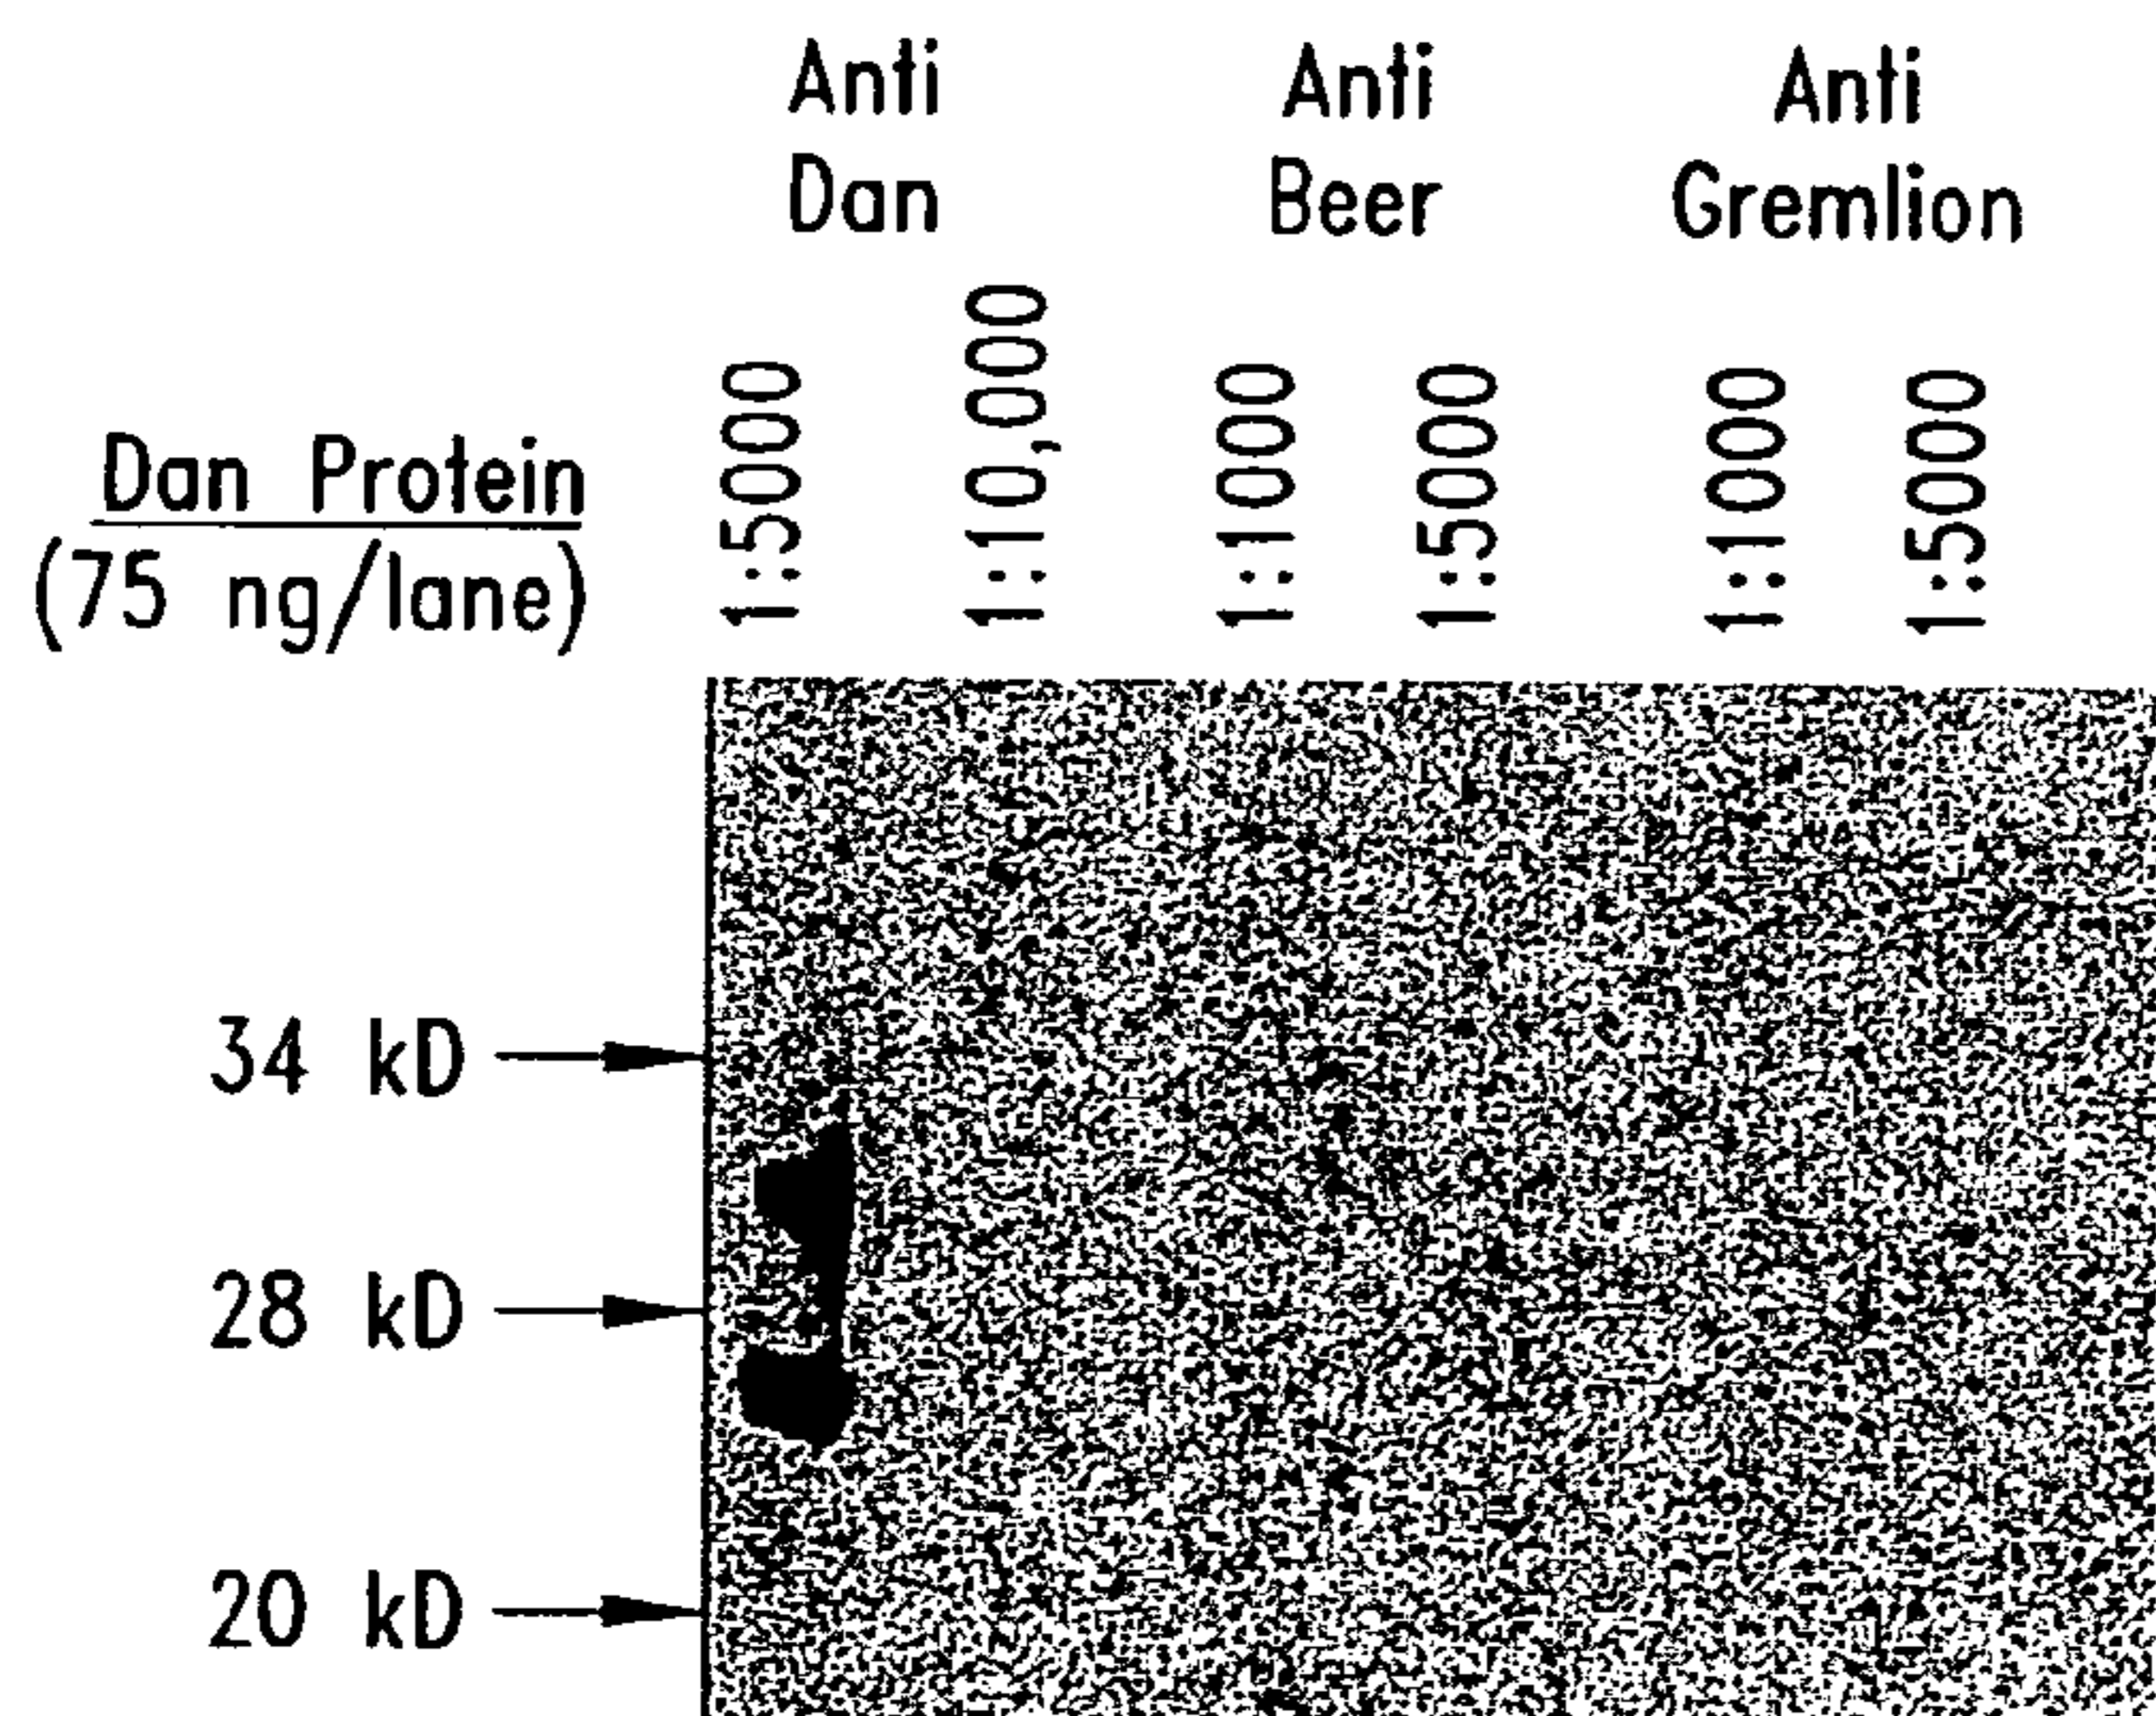 Anti
Dan
Anti
Beer
Anti
Gremlion
Dan Protein
(75 ng/lane)
1:5000
1:10,000
1:1000
1:5000
1:1000
1:5000
34 kD
28 kD
20 kD